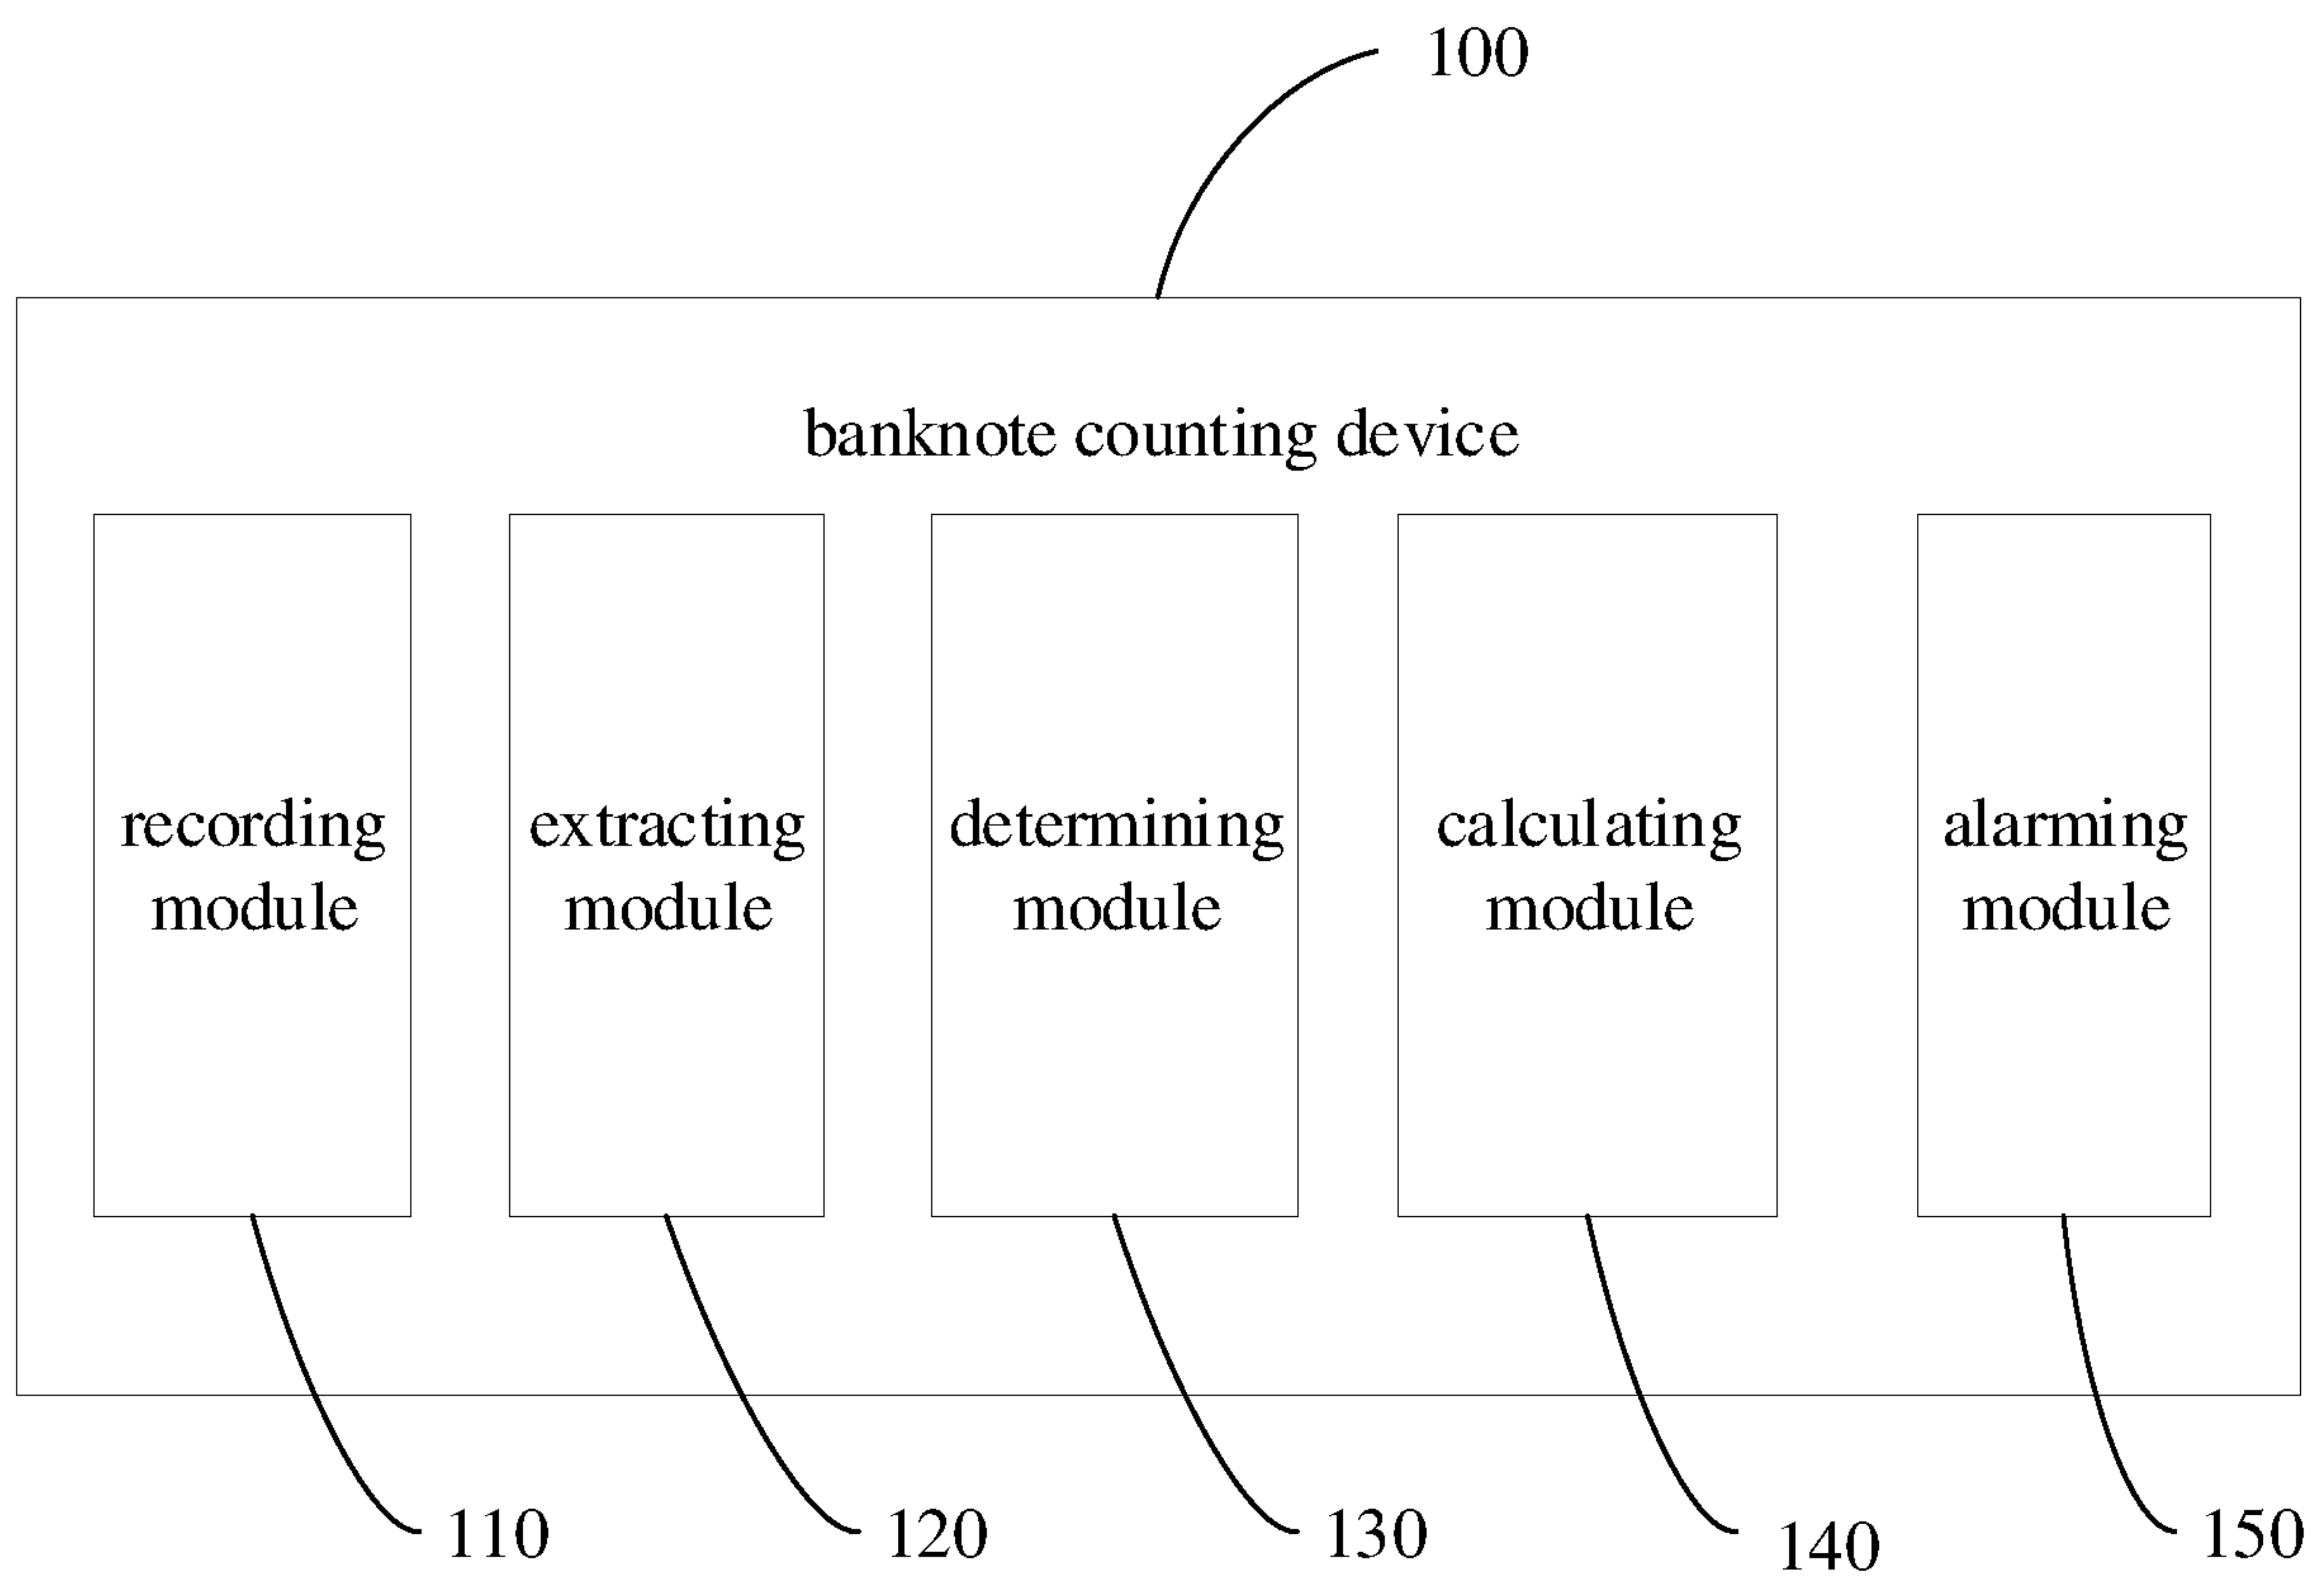 100
banknote counting device
recording
module
extracting
module
determining
module
calculating
module
alarming
module
110
120
130
140
150